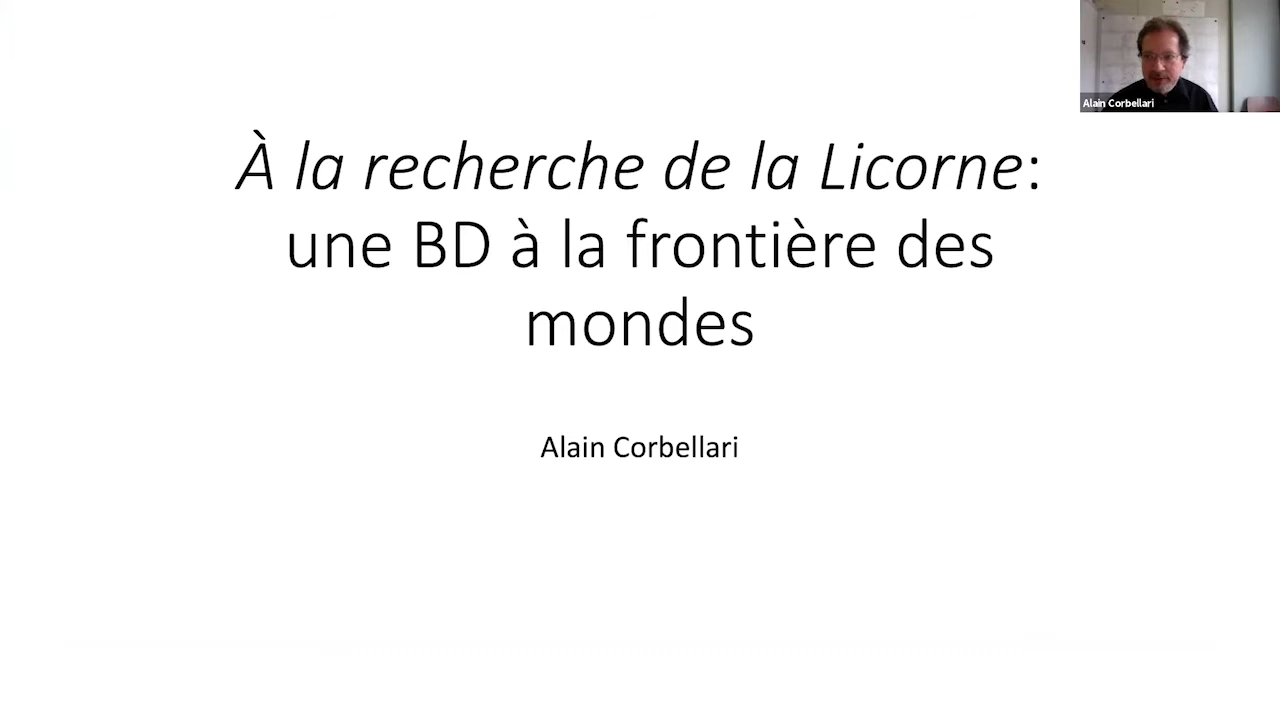 À la recherche de la Licorne:
une BD à la frontière des
mondes
Alain Corbellari
Alain Corbellari